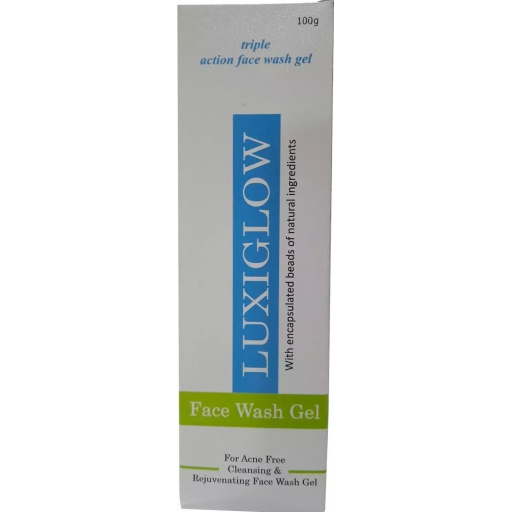 100g
triple
action face wash gel
LUXIGLOW
With encapsulated beads of natural ingredients
Face Wash Gel
For Acne Free
Cleansing &
Rejuvenating Face Wash Gel